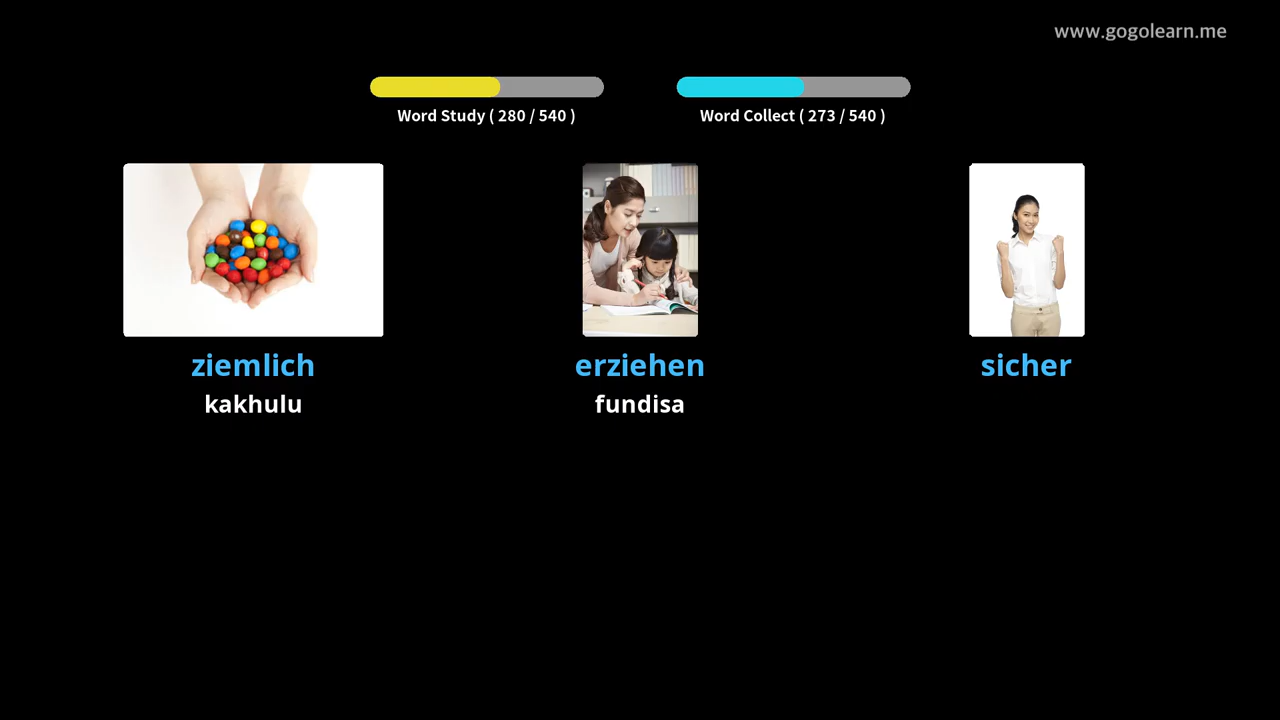 www.gogolearn.me
Word Study ( 280 / 540 )
Word Collect ( 273 / 540 )
ziemlich
erziehen
sicher
kakhulu
fundisa